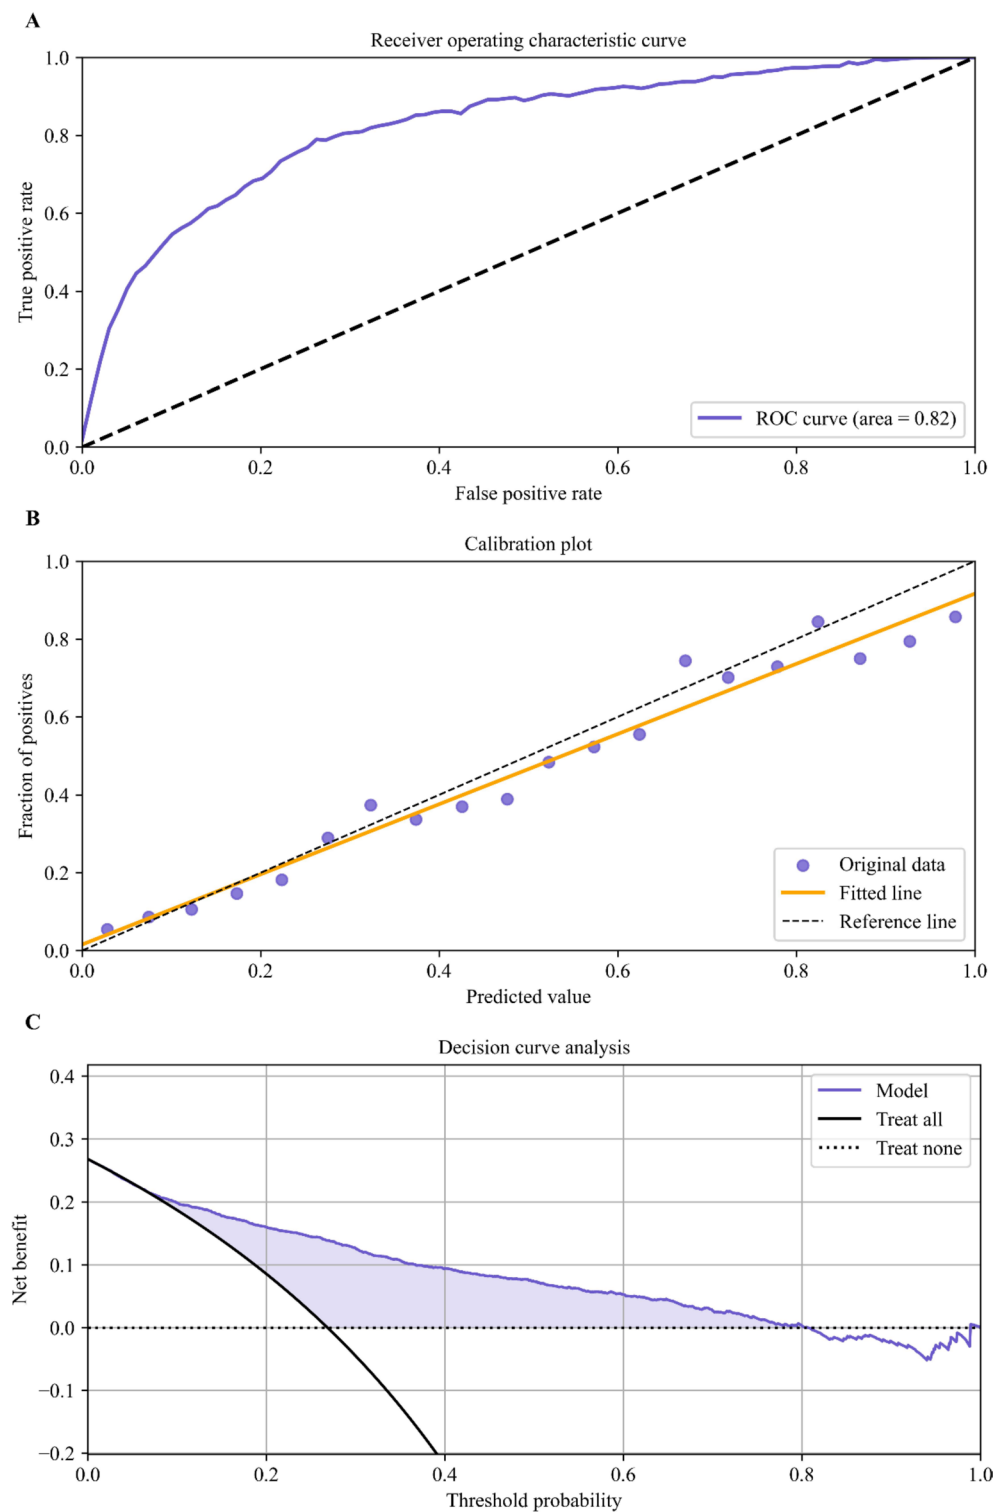 A
Receiver operating characteristic curve
1.0
0.8
0.6
0.4
0.2
0.0
True positive rate
ROC curve (area = 0.82)
0.0 0.2 0.4 0.6 0.8 1.0
False positive rate
B
Calibration plot
1.0
0.8
0.6
0.4
0.2
0.0
Fraction of positives
Original data
Fitted line
Reference line
0.0 0.2 0.4 0.6 0.8 1.0
Predicted value
C
Decision curve analysis
0.4
0.3
0.2
0.1
0.0
−0.1
−0.2
Net benefit
Model
Treat all
Treat none
0.0 0.2 0.4 0.6 0.8 1.0
Threshold probability